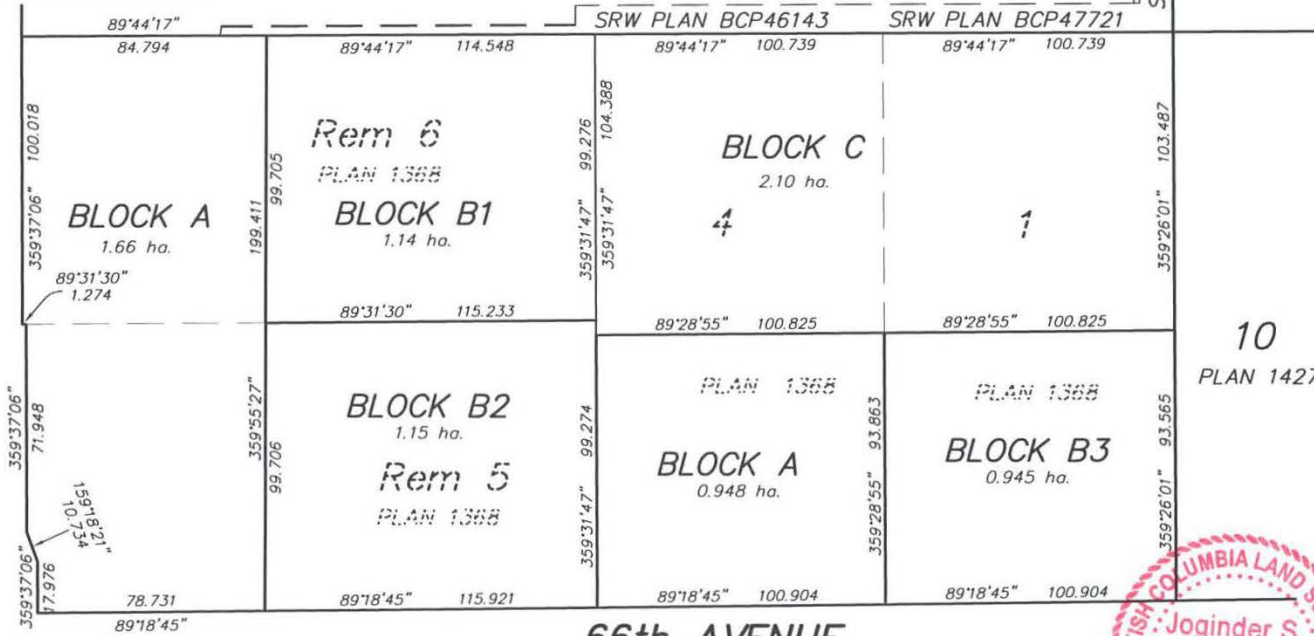 SRW PLAN BCP46143 SRW PLAN BCP47721
89°44'17" 84.794
89°44'17" 114.548
89°44'17" 100.739
89°44'17" 100.739
100.018
359°37'06"
BLOCK A
1.66 ha.
89°31'30"
1.274
199.411
359°55'27"
99.705
Rem 6
PLAN 1368
BLOCK B1
1.14 ha.
99.276
359°31'47"
104.388
359°31'47"
BLOCK C
2.10 ha.
4
1
103.487
359°26'01"
89°31'30" 115.233
89°28'55" 100.825
89°28'55" 100.825
10
PLAN 1427
359°37'06"
71.948
159°18'21"
10.734
359°37'06"
17.976
99.706
BLOCK B2
1.15 ha.
Rem 5
PLAN 1368
99.274
359°31'47"
PLAN 1368
BLOCK A
0.948 ha.
93.863
359°28'55"
PLAN 1368
BLOCK B3
0.945 ha.
93.565
359°26'01"
78.731
89°18'45"
89°18'45" 115.921
89°18'45" 100.904
89°18'45" 100.904
66th AVENUE
COLUMBIA LAND
Joginder S.